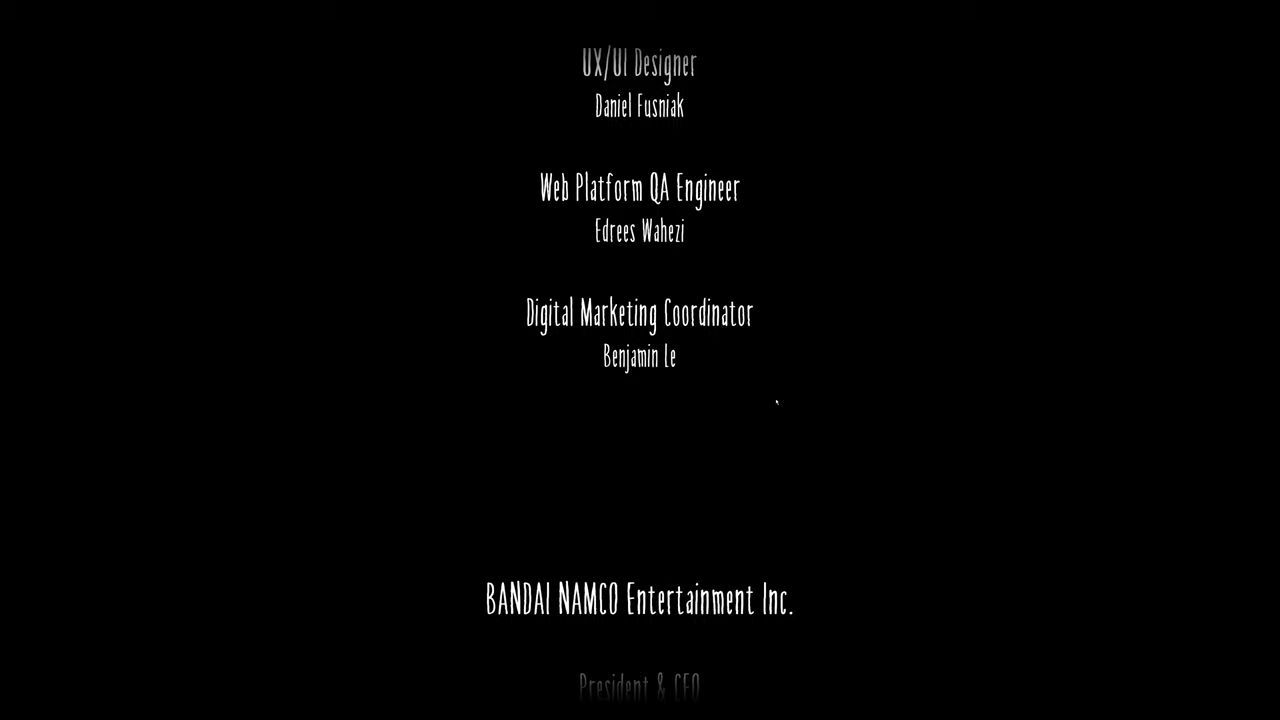 UX/UI Designer
Daniel Fusniak
Web Platform QA Engineer
Edrees Wahezi
Digital Marketing Coordinator
Benjamin Le
BANDAI NAMCO Entertainment Inc.
President & CEO